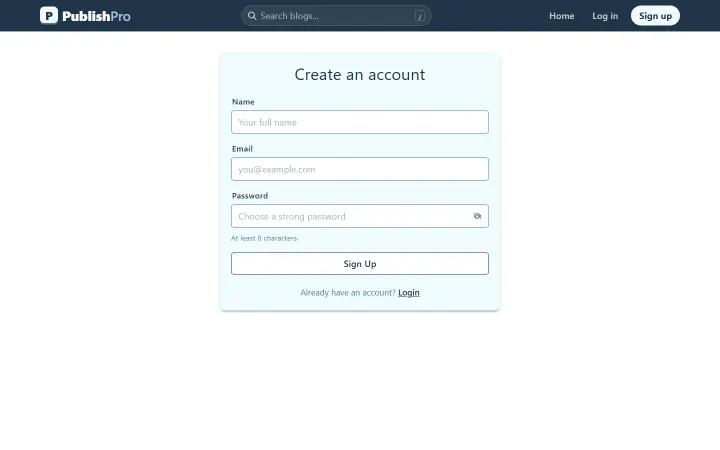 P PublishPro
Search blogs... /
Home
Log in
Sign up
Create an account
Name
Your full name
Email
you@example.com
Password
Choose a strong password
At least 8 characters.
Sign Up
Already have an account? Login